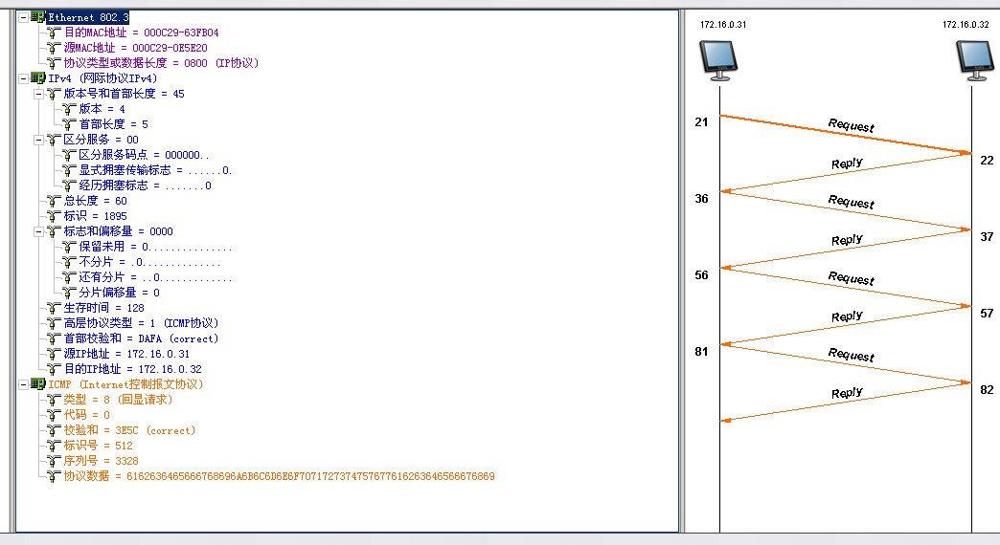 Ethernet 802.3
目的MAC地址 = 000C29-63FB04
源MAC地址 = 000C29-0E5E20
协议类型或数据长度 = 0800 (IP协议)
IPv4 (网际协议IPv4)
版本号和首部长度 = 45
版本 = 4
首部长度 = 5
区分服务 = 00
区分服务码点 = 000000..
显式拥塞传输标志 = ......0.
经历拥塞标志 = .......0
总长度 = 60
标识 = 1895
标志和偏移量 = 0000
保留未用 = 0...............
不分片 = .0..............
还有分片 = ..0.............
分片偏移量 = 0
生存时间 = 128
高层协议类型 = 1 (ICMP协议)
首部校验和 = DAFA (correct)
源IP地址 = 172.16.0.31
目的IP地址 = 172.16.0.32
ICMP (Internet控制报文协议)
类型 = 8 (回显请求)
代码 = 0
校验和 = 3E5C (correct)
标识号 = 512
序列号 = 3328
协议数据 = 6162636465666768696A6B6C6D6E6F7071727374757677616263646566676869
172.16.0.31
172.16.0.32
21
Request
22
Reply
36
Request
37
Reply
56
Request
57
Reply
81
Request
82
Reply